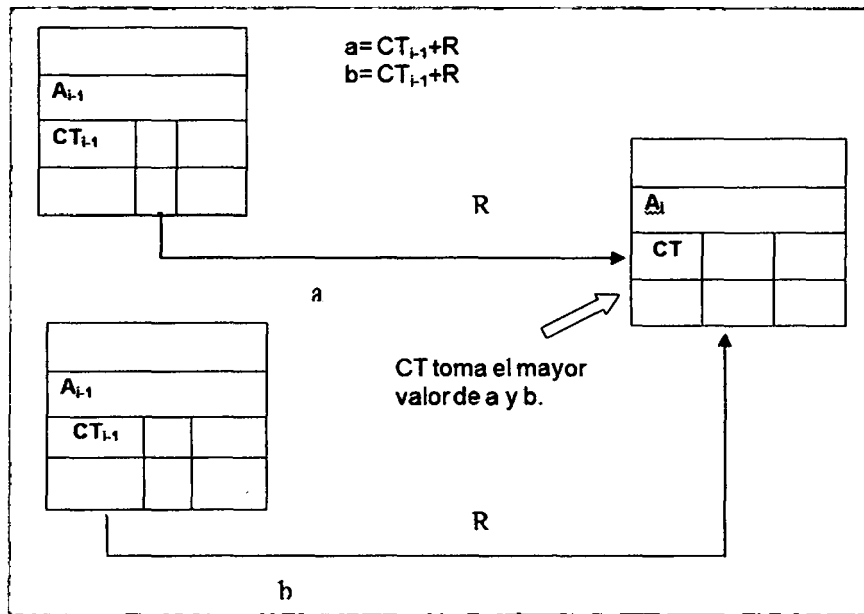 a= CTᵢ₋₁+R
b= CTᵢ₋₁+R
Aᵢ₋₁
CTᵢ₋₁
R
Aᵢ
CT
a
CT toma el mayor
valor de a y b.
Aᵢ₋₁
CTᵢ₋₁
R
b